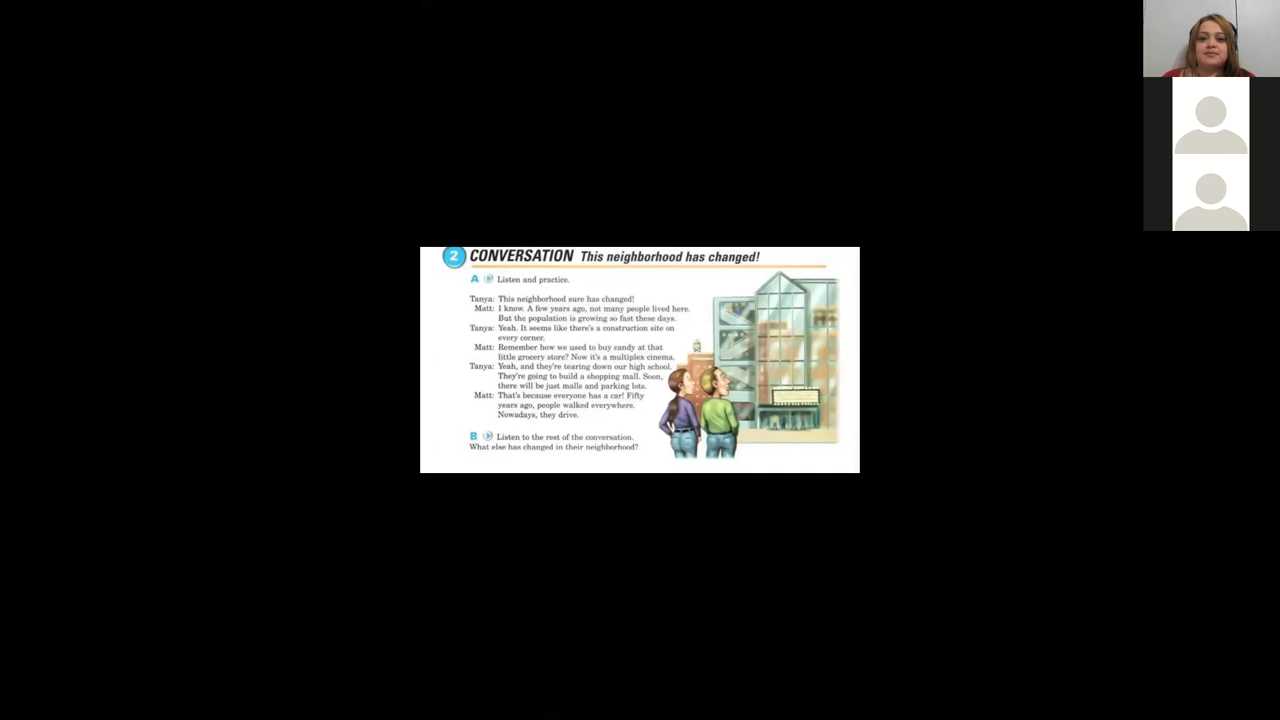 2 CONVERSATION This neighborhood has changed!
A Listen and practice.
Tanya: This neighborhood sure has changed!
Matt: I know. A few years ago, not many people lived here.
But the population is growing so fast these days.
Tanya: Yeah. It seems like there's a construction site on
every corner.
Matt: Remember how we used to buy candy at that
little grocery store? Now it's a multiplex cinema.
Tanya: Yeah, and they're tearing down our high school.
They're going to build a shopping mall. Soon,
there will be just malls and parking lots.
Matt: That's because everyone has a car! Fifty
years ago, people walked everywhere.
Nowadays, they drive.
B Listen to the rest of the conversation.
What else has changed in their neighborhood?